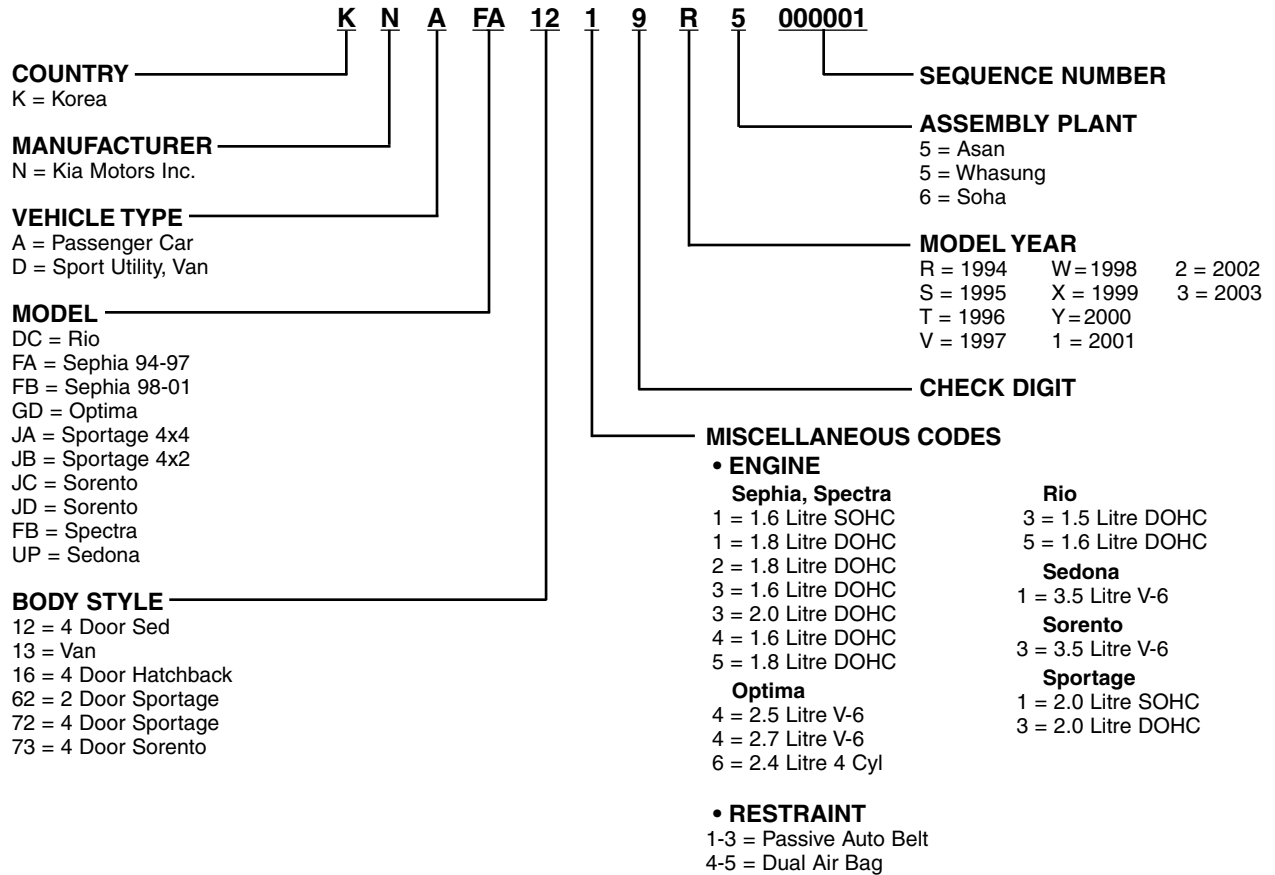 K N A FA 12 1 9 R 5 000001
COUNTRY
K = Korea
MANUFACTURER
N = Kia Motors Inc.
VEHICLE TYPE
A = Passenger Car
D = Sport Utility, Van
MODEL
DC = Rio
FA = Sephia 94-97
FB = Sephia 98-01
GD = Optima
JA = Sportage 4x4
JB = Sportage 4x2
JC = Sorento
JD = Sorento
FB = Spectra
UP = Sedona
BODY STYLE
12 = 4 Door Sed
13 = Van
16 = 4 Door Hatchback
62 = 2 Door Sportage
72 = 4 Door Sportage
73 = 4 Door Sorento
SEQUENCE NUMBER
ASSEMBLY PLANT
5 = Asan
5 = Whasung
6 = Soha
MODEL YEAR
R = 1994 W = 1998 2 = 2002
S = 1995 X = 1999 3 = 2003
T = 1996 Y = 2000
V = 1997 1 = 2001
CHECK DIGIT
MISCELLANEOUS CODES
• ENGINE
Sephia, Spectra
1 = 1.6 Litre SOHC
1 = 1.8 Litre DOHC
2 = 1.8 Litre DOHC
3 = 1.6 Litre DOHC
3 = 2.0 Litre DOHC
4 = 1.6 Litre DOHC
5 = 1.8 Litre DOHC
Optima
4 = 2.5 Litre V-6
4 = 2.7 Litre V-6
6 = 2.4 Litre 4 Cyl
Rio
3 = 1.5 Litre DOHC
5 = 1.6 Litre DOHC
Sedona
1 = 3.5 Litre V-6
Sorento
3 = 3.5 Litre V-6
Sportage
1 = 2.0 Litre SOHC
3 = 2.0 Litre DOHC
• RESTRAINT
1-3 = Passive Auto Belt
4-5 = Dual Air Bag